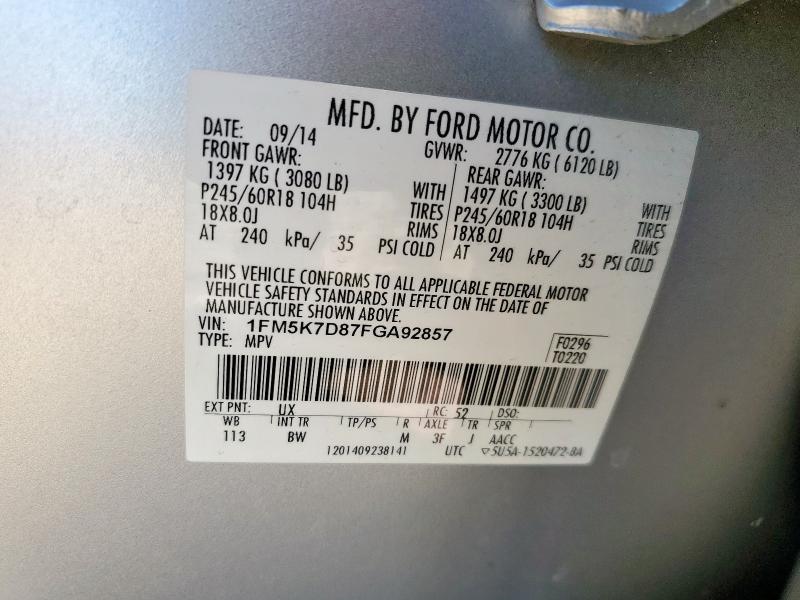 MFD. BY FORD MOTOR CO.
DATE: 09/14 GVWR: 2776 KG ( 6120 LB)
FRONT GAWR: REAR GAWR:
1397 KG ( 3080 LB) WITH 1497 KG ( 3300 LB) WITH
P245/60R18 104H TIRES P245/60R18 104H TIRES
18X8.0J RIMS 18X8.0J RIMS
AT 240 kPa/ 35 PSI COLD AT 240 kPa/ 35 PSI COLD
THIS VEHICLE CONFORMS TO ALL APPLICABLE FEDERAL MOTOR
VEHICLE SAFETY STANDARDS IN EFFECT ON THE DATE OF
MANUFACTURE SHOWN ABOVE.
VIN: 1FM5K7D87FGA92857
TYPE: MPV F0296
T0220
EXT PNT: UX RC: 52 DSO:
WB INT TR TP/PS R AXLE TR SPR
113 BW M 3F J AACC
1201409238141 UTC ▽5U5A-1520472-BA